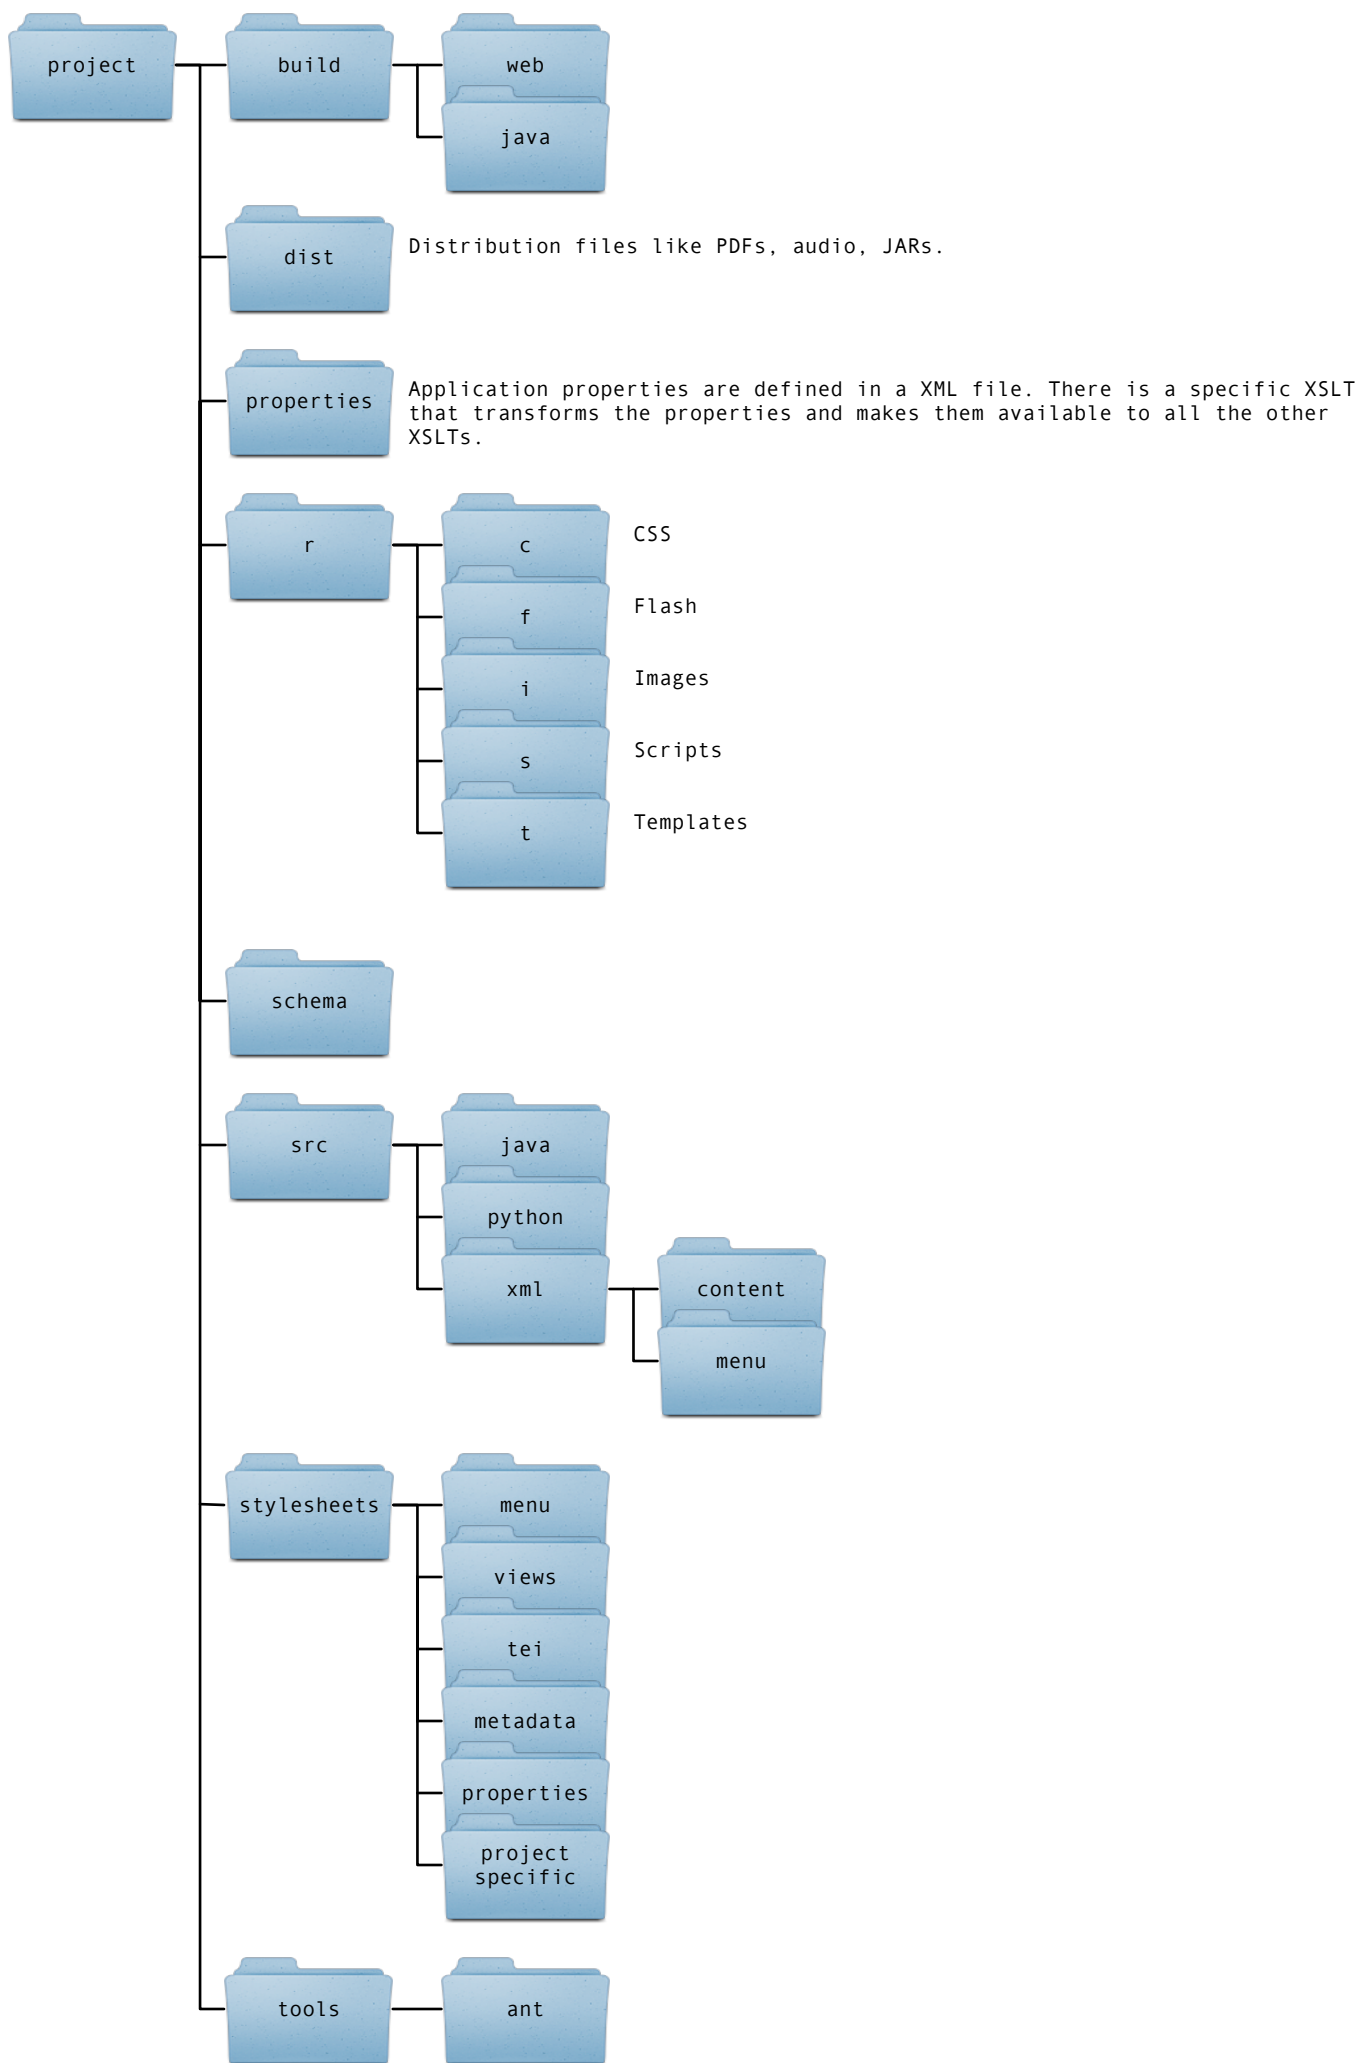 project
build
web
java
dist
Distribution files like PDFs, audio, JARs.
properties
Application properties are defined in a XML file. There is a specific XSLT
that transforms the properties and makes them available to all the other
XSLTs.
r
c
CSS
f
Flash
i
Images
s
Scripts
t
Templates
schema
src
java
python
xml
content
menu
stylesheets
menu
views
tei
metadata
properties
project
specific
tools
ant